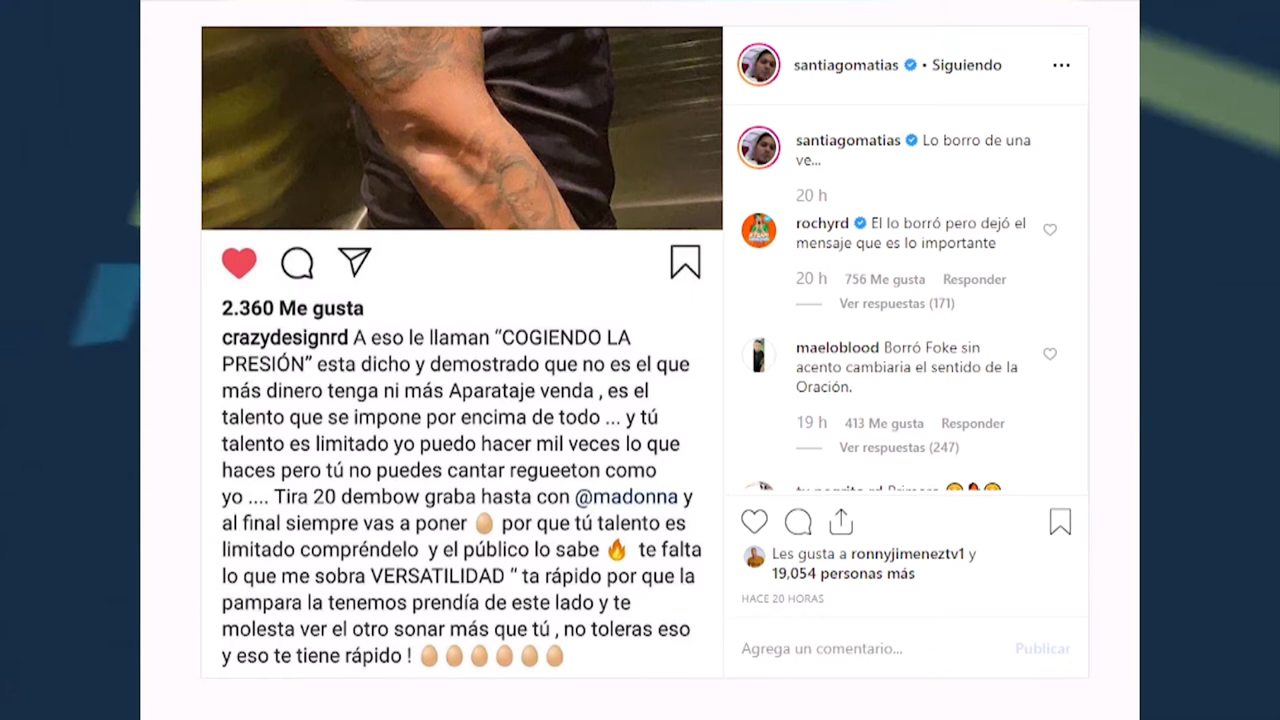 santiagomatias • Siguiendo
santiagomatias Lo borro de una
ve...
20 h
rochyrd El lo borró pero dejó el
mensaje que es lo importante
20 h 756 Me gusta Responder
Ver respuestas (171)
maeloblood Borró Foke sin
acento cambiaria el sentido de la
Oración.
19 h 413 Me gusta Responder
Ver respuestas (247)
Les gusta a ronnyjimeneztv1 y
19,054 personas más
HACE 20 HORAS
Agrega un comentario... Publicar
2.360 Me gusta
crazydesignrd A eso le llaman “COGIENDO LA
PRESIÓN” esta dicho y demostrado que no es el que
más dinero tenga ni más Aparataje venda , es el
talento que se impone por encima de todo ... y tú
talento es limitado yo puedo hacer mil veces lo que
haces pero tú no puedes cantar regueeton como
yo .... Tira 20 dembow graba hasta con @madonna y
al final siempre vas a poner 🥚 por que tú talento es
limitado compréndelo y el público lo sabe 🔥 te falta
lo que me sobra VERSATILIDAD “ ta rápido por que la
pampara la tenemos prendía de este lado y te
molesta ver el otro sonar más que tú , no toleras eso
y eso te tiene rápido ! 🥚🥚🥚🥚🥚🥚